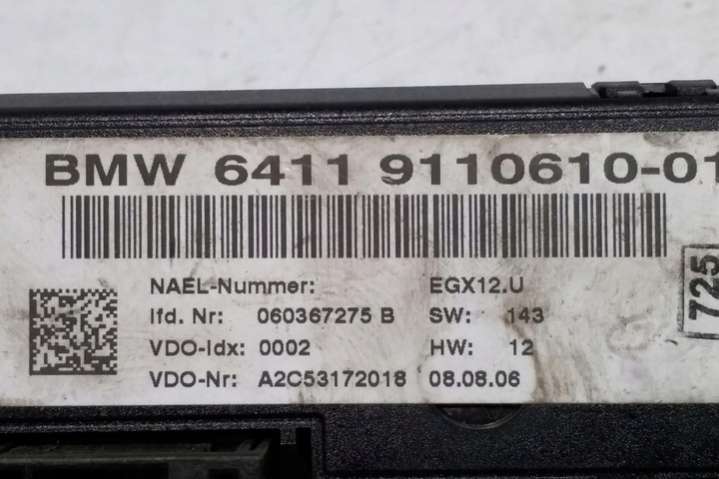 BMW 6411 9110610-01
NAEL-Nummer: EGX12.U
lfd. Nr: 060367275 B SW: 143
VDO-Idx: 0002 HW: 12
VDO-Nr: A2C53172018 08.08.06
725